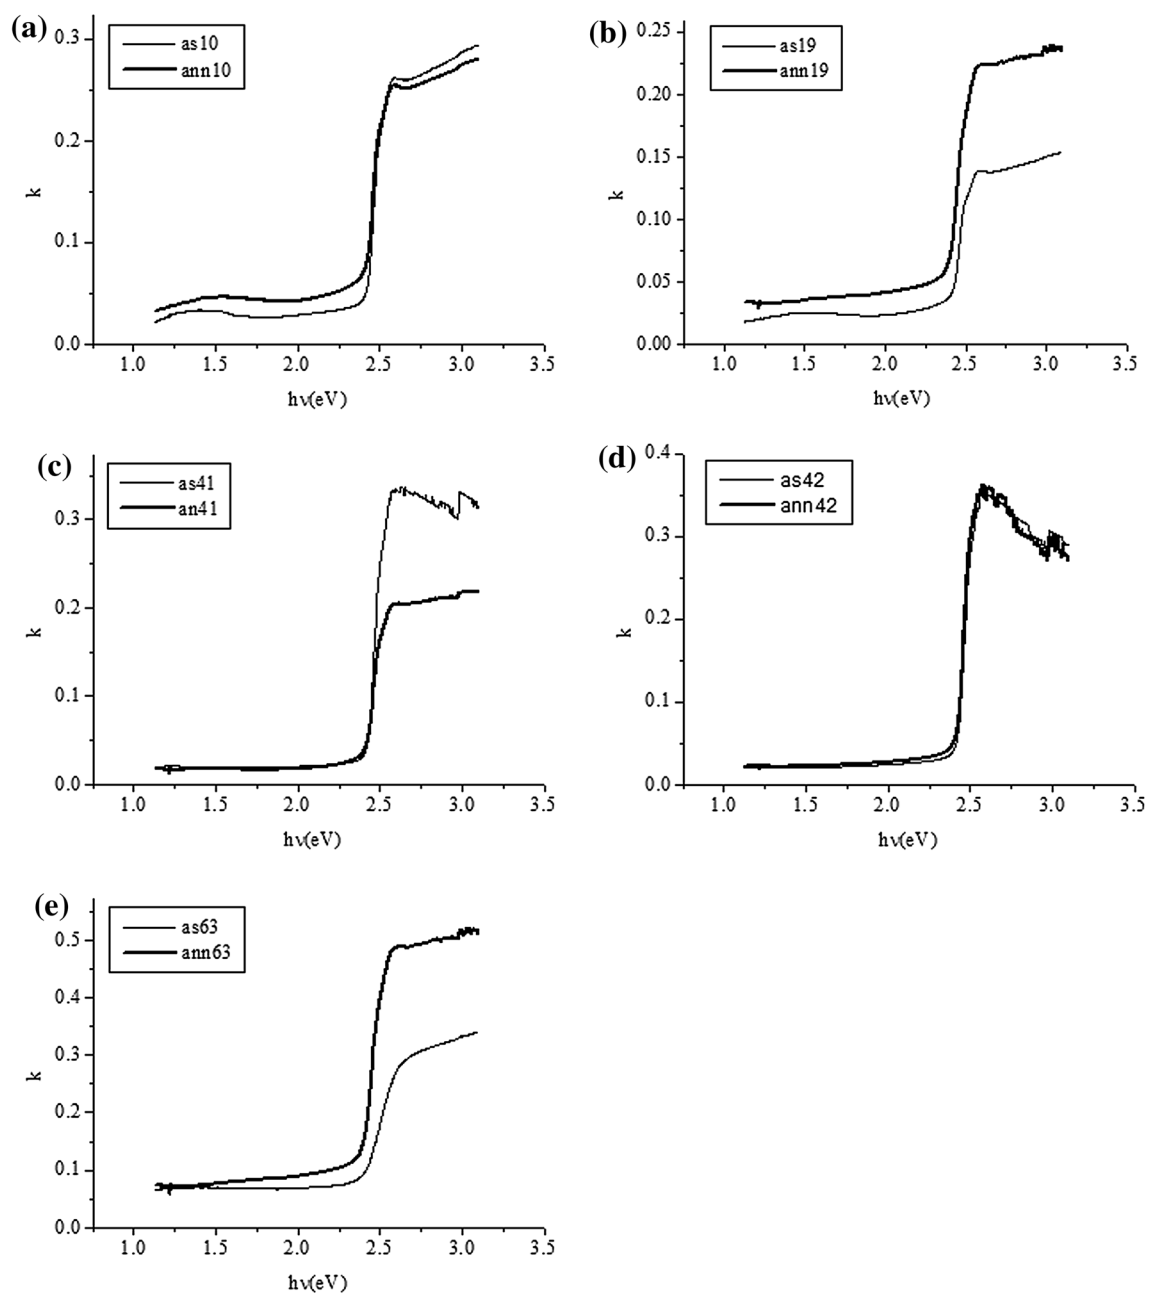 (a)
as10
ann10
0.3
0.2
0.1
0.0
k
1.0 1.5 2.0 2.5 3.0 3.5
hν(eV)
(b)
as19
ann19
0.25
0.20
0.15
0.10
0.05
0.00
k
1.0 1.5 2.0 2.5 3.0 3.5
hν(eV)
(c)
as41
an41
0.3
0.2
0.1
0.0
k
1.0 1.5 2.0 2.5 3.0 3.5
hν(eV)
(d)
as42
ann42
0.4
0.3
0.2
0.1
0.0
k
1.0 1.5 2.0 2.5 3.0 3.5
hν(eV)
(e)
as63
ann63
0.5
0.4
0.3
0.2
0.1
0.0
k
1.0 1.5 2.0 2.5 3.0 3.5
hν(eV)